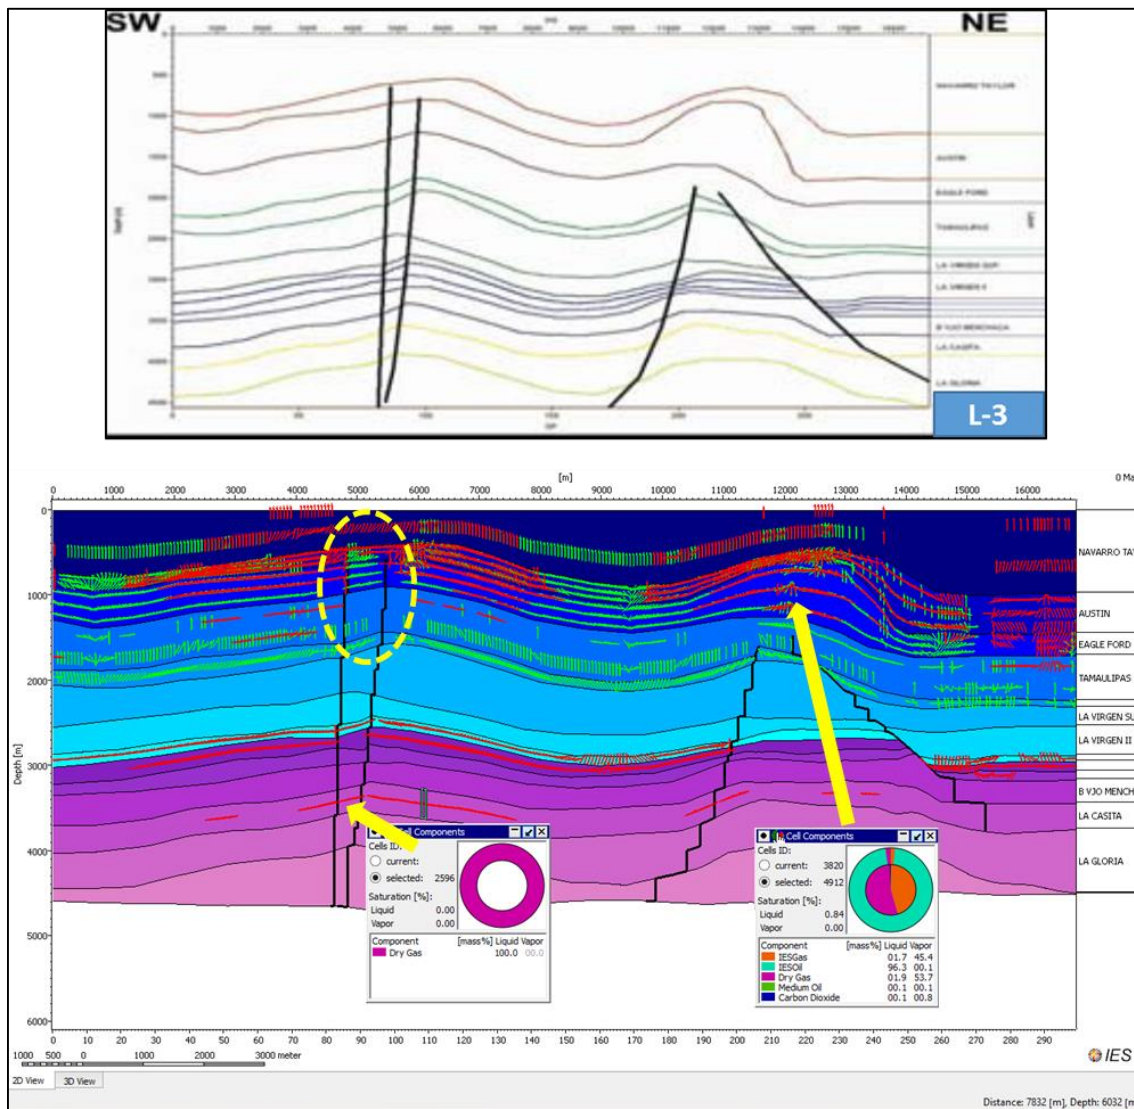 SW
NE
NAVARRO TAYLOR
AUSTIN
EAGLE FORD
TAMAULIPAS
LA VIRGEN SUP
LA VIRGEN II
B VJO MENCHACA
LA CASITA
LA GLORIA
L-3
[m]
0 Ma
0 1000 2000 3000 4000 5000 6000 7000 8000 9000 10000 11000 12000 13000 14000 15000 16000
0
1000
2000
3000
4000
5000
6000
Depth [m]
NAVARRO TA
AUSTIN
EAGLE FORD
TAMAULIPAS
LA VIRGEN SU
LA VIRGEN II
B VJO MENCH
LA CASITA
LA GLORIA
Cell Components
Cells ID:
current:
selected: 2596
Saturation [%]:
Liquid 0.00
Vapor 0.00
Component [mass%] Liquid Vapor
Dry Gas 100.0 00.0
Cell Components
Cells ID:
current: 3820
selected: 4912
Saturation [%]:
Liquid 0.84
Vapor 0.00
Component [mass%] Liquid Vapor
IESGas 01.7 45.4
IESOil 96.3 00.1
Dry Gas 01.9 53.7
Medium Oil 00.1 00.1
Carbon Dioxide 00.1 00.8
0 10 20 30 40 50 60 70 80 90 100 110 120 130 140 150 160 170 180 190 200 210 220 230 240 250 260 270 280 290
1000 500 0 1000 2000 3000 meter
IES
2D View 3D View
Distance: 7832 [m], Depth: 6032 [m